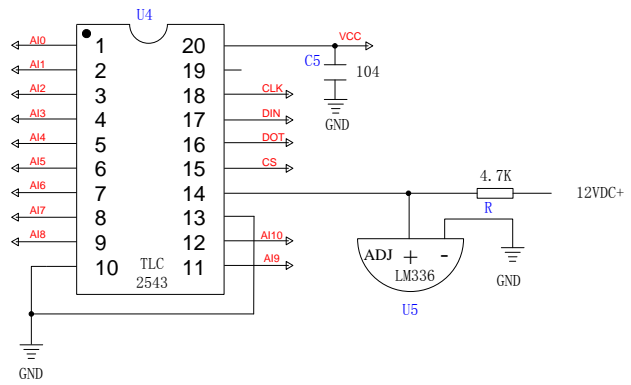 U4
AI0 1 20 VCC
C5 104
GND
AI1 2 19
AI2 3 18 CLK
AI3 4 17 DIN
AI4 5 16 DOT
AI5 6 15 CS
AI6 7 14 4.7K 12VDC+
R
AI7 8 13
AI8 9 12 AI10
10 TLC 11 AI9
2543
ADJ + -
LM336
GND
U5
GND